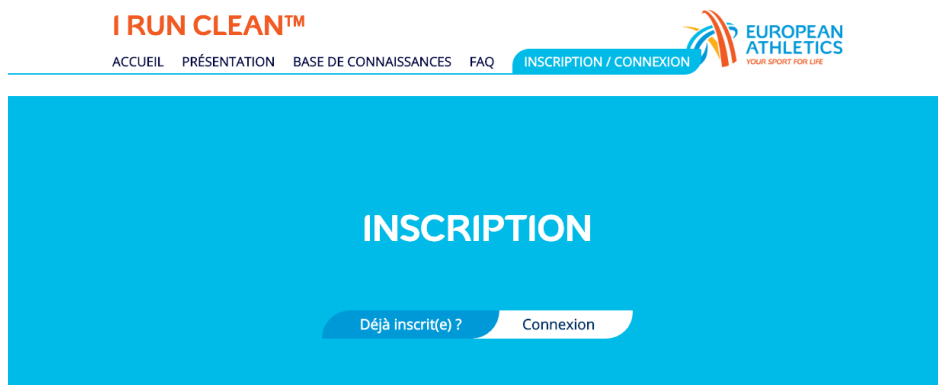 I RUN CLEAN™
EUROPEAN
ATHLETICS
YOUR SPORT FOR LIFE
ACCUEIL PRÉSENTATION BASE DE CONNAISSANCES FAQ INSCRIPTION / CONNEXION
INSCRIPTION
Déjà inscrit(e) ? Connexion